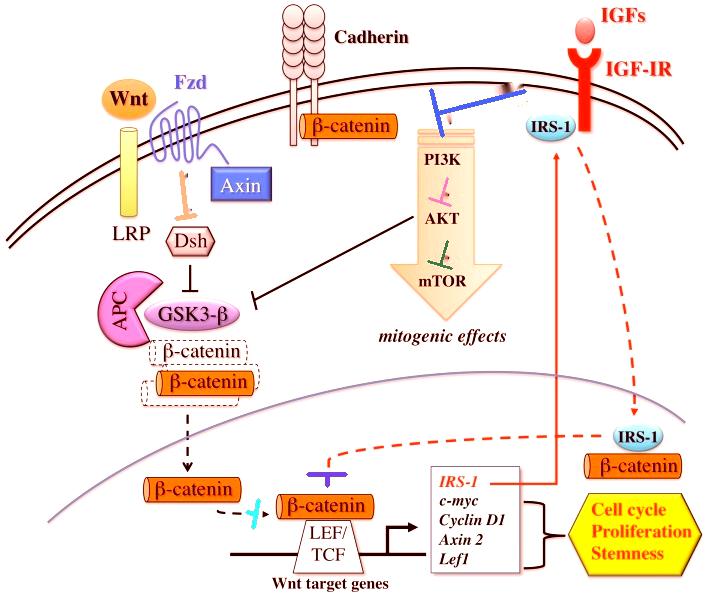 IGFs
Cadherin
IGF-IR
Fzd
Wnt
β-catenin
IRS-1
PI3K
Axin
AKT
LRP
Dsh
mTOR
APC
GSK3-β
mitogenic effects
β-catenin
β-catenin
IRS-1
β-catenin
β-catenin
β-catenin
IRS-1
c-myc
Cyclin D1
Axin 2
Lef1
Cell cycle
Proliferation
Stemness
LEF/
TCF
Wnt target genes